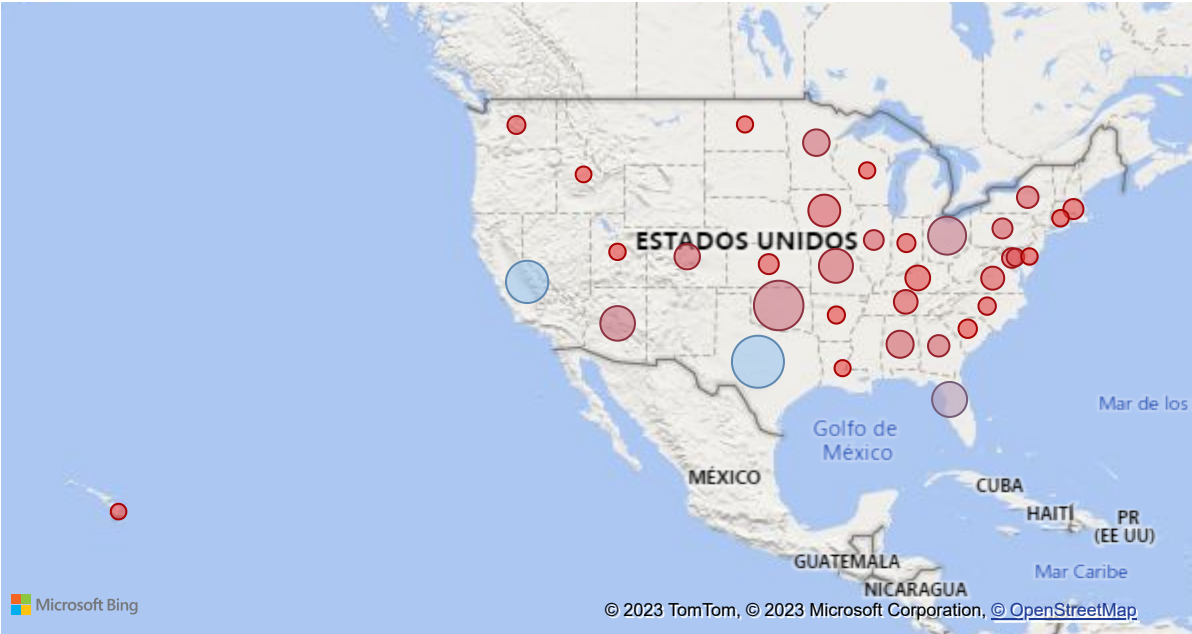 ESTADOS UNIDOS
Mar de los
Golfo de
México
MÉXICO
CUBA
HAITÍ
PR
(EE UU)
GUATEMALA
Mar Caribe
NICARAGUA
Microsoft Bing
© 2023 TomTom, © 2023 Microsoft Corporation, © OpenStreetMap